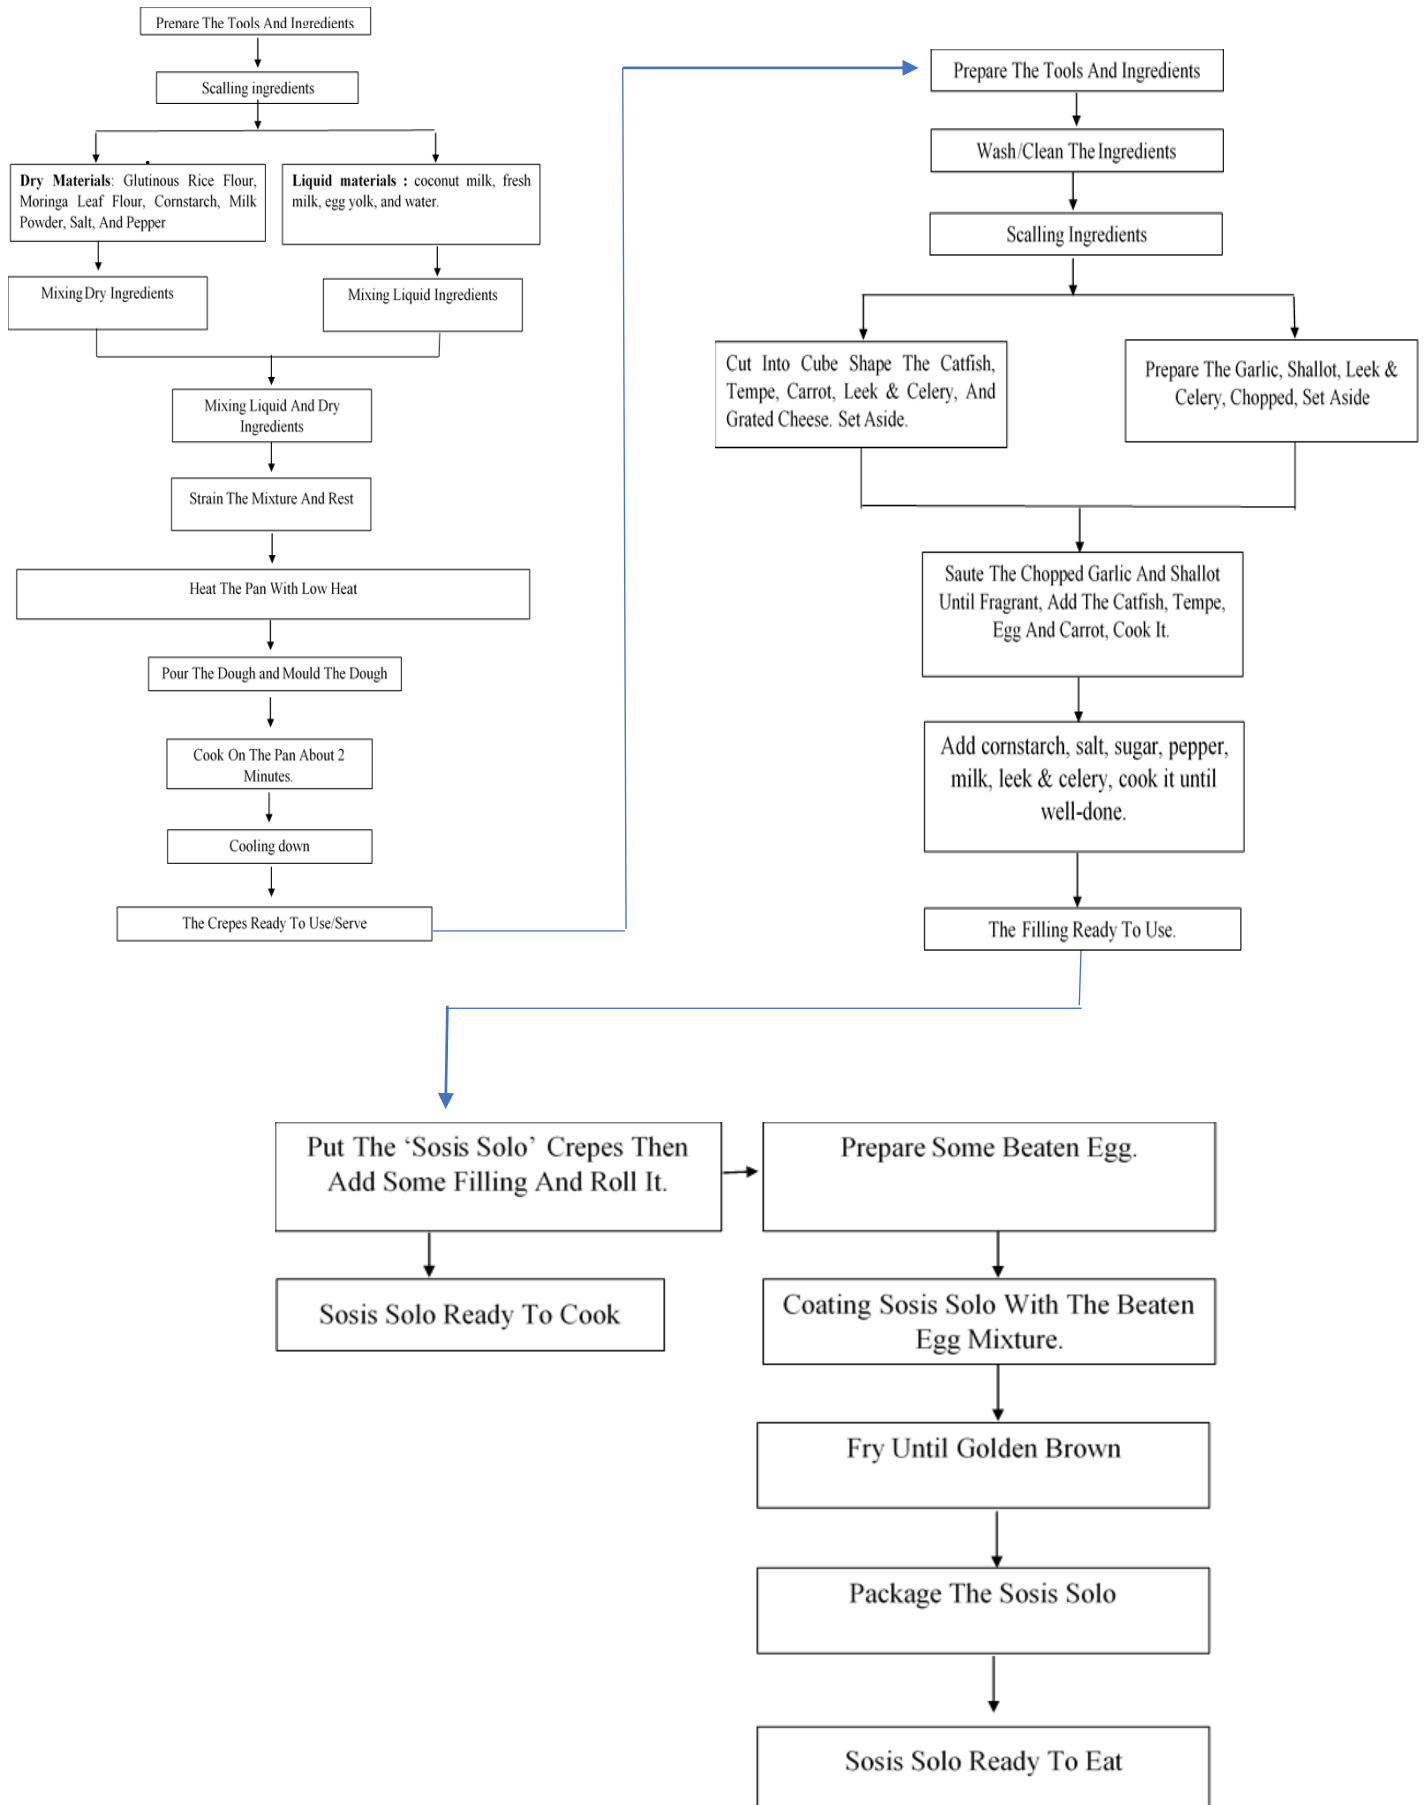 Prepare The Tools And Ingredients
Scalling ingredients
Dry Materials: Glutinous Rice Flour,
Moringa Leaf Flour, Cornstarch, Milk
Powder, Salt, And Pepper
Liquid materials : coconut milk, fresh
milk, egg yolk, and water.
Mixing Dry Ingredients
Mixing Liquid Ingredients
Mixing Liquid And Dry
Ingredients
Strain The Mixture And Rest
Heat The Pan With Low Heat
Pour The Dough and Mould The Dough
Cook On The Pan About 2
Minutes.
Cooling down
The Crepes Ready To Use/Serve
Prepare The Tools And Ingredients
Wash/Clean The Ingredients
Scalling Ingredients
Cut Into Cube Shape The Catfish,
Tempe, Carrot, Leek & Celery, And
Grated Cheese. Set Aside.
Prepare The Garlic, Shallot, Leek &
Celery, Chopped, Set Aside
Saute The Chopped Garlic And Shallot
Until Fragrant, Add The Catfish, Tempe,
Egg And Carrot, Cook It.
Add cornstarch, salt, sugar, pepper,
milk, leek & celery, cook it until
well-done.
The Filling Ready To Use.
Put The ‘Sosis Solo’ Crepes Then
Add Some Filling And Roll It.
Sosis Solo Ready To Cook
Prepare Some Beaten Egg.
Coating Sosis Solo With The Beaten
Egg Mixture.
Fry Until Golden Brown
Package The Sosis Solo
Sosis Solo Ready To Eat